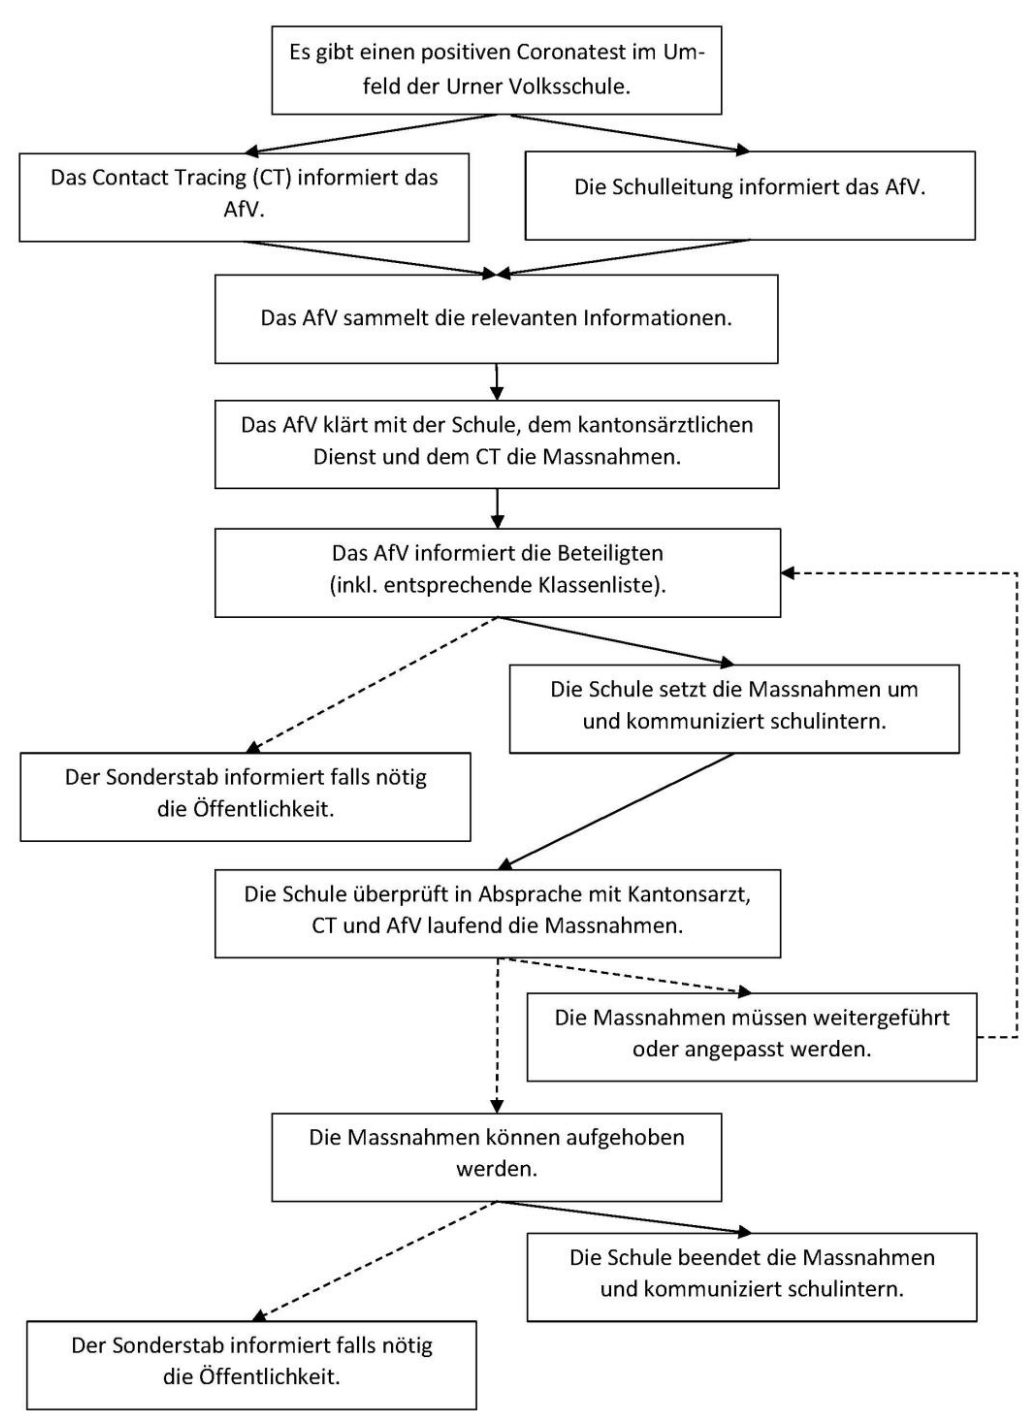 Es gibt einen positiven Coronatest im Um-
feld der Urner Volksschule.
Das Contact Tracing (CT) informiert das
AfV.
Die Schulleitung informiert das AfV.
Das AfV sammelt die relevanten Informationen.
Das AfV klärt mit der Schule, dem kantonsärztlichen
Dienst und dem CT die Massnahmen.
Das AfV informiert die Beteiligten
(inkl. entsprechende Klassenliste).
Die Schule setzt die Massnahmen um
und kommuniziert schulintern.
Der Sonderstab informiert falls nötig
die Öffentlichkeit.
Die Schule überprüft in Absprache mit Kantonsarzt,
CT und AfV laufend die Massnahmen.
Die Massnahmen müssen weitergeführt
oder angepasst werden.
Die Massnahmen können aufgehoben
werden.
Die Schule beendet die Massnahmen
und kommuniziert schulintern.
Der Sonderstab informiert falls nötig
die Öffentlichkeit.